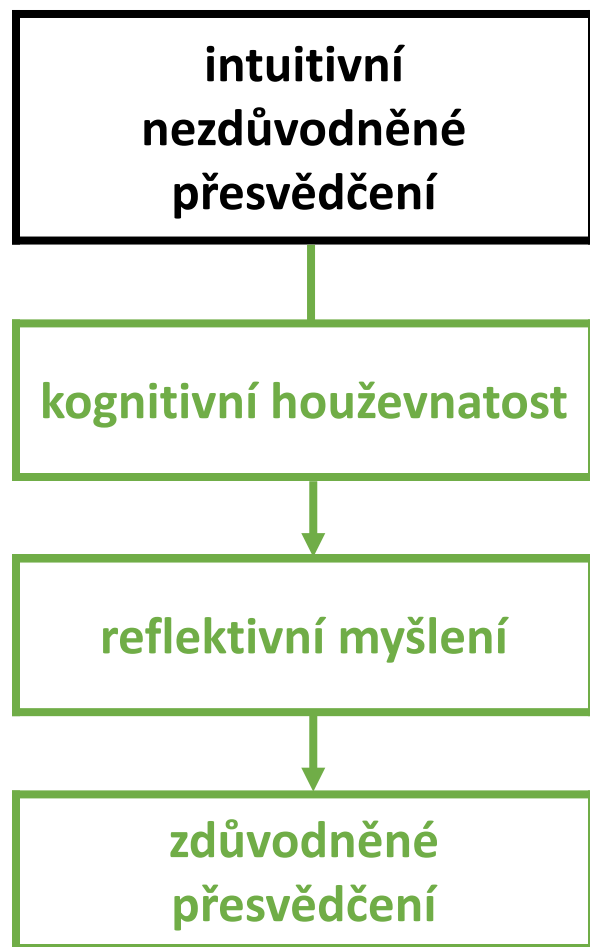 intuitivní
nezdůvodněné
přesvědčení
kognitivní houževnatost
reflektivní myšlení
zdůvodněné
přesvědčení